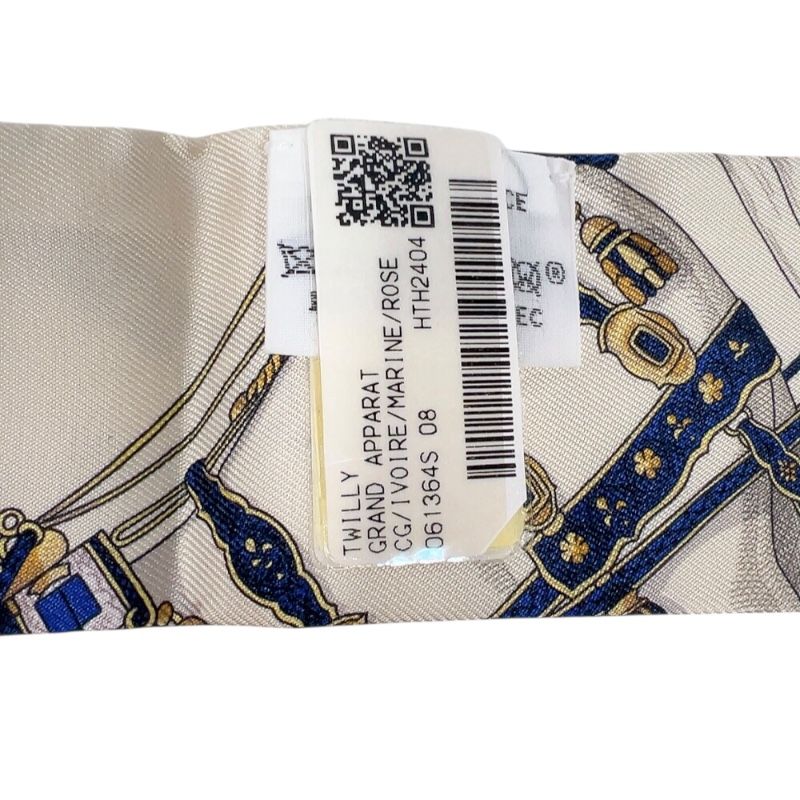 TWILLY
GRAND APPARAT
CG/IVOIRE/MARINE/ROSE
061364S 08 HTH2404